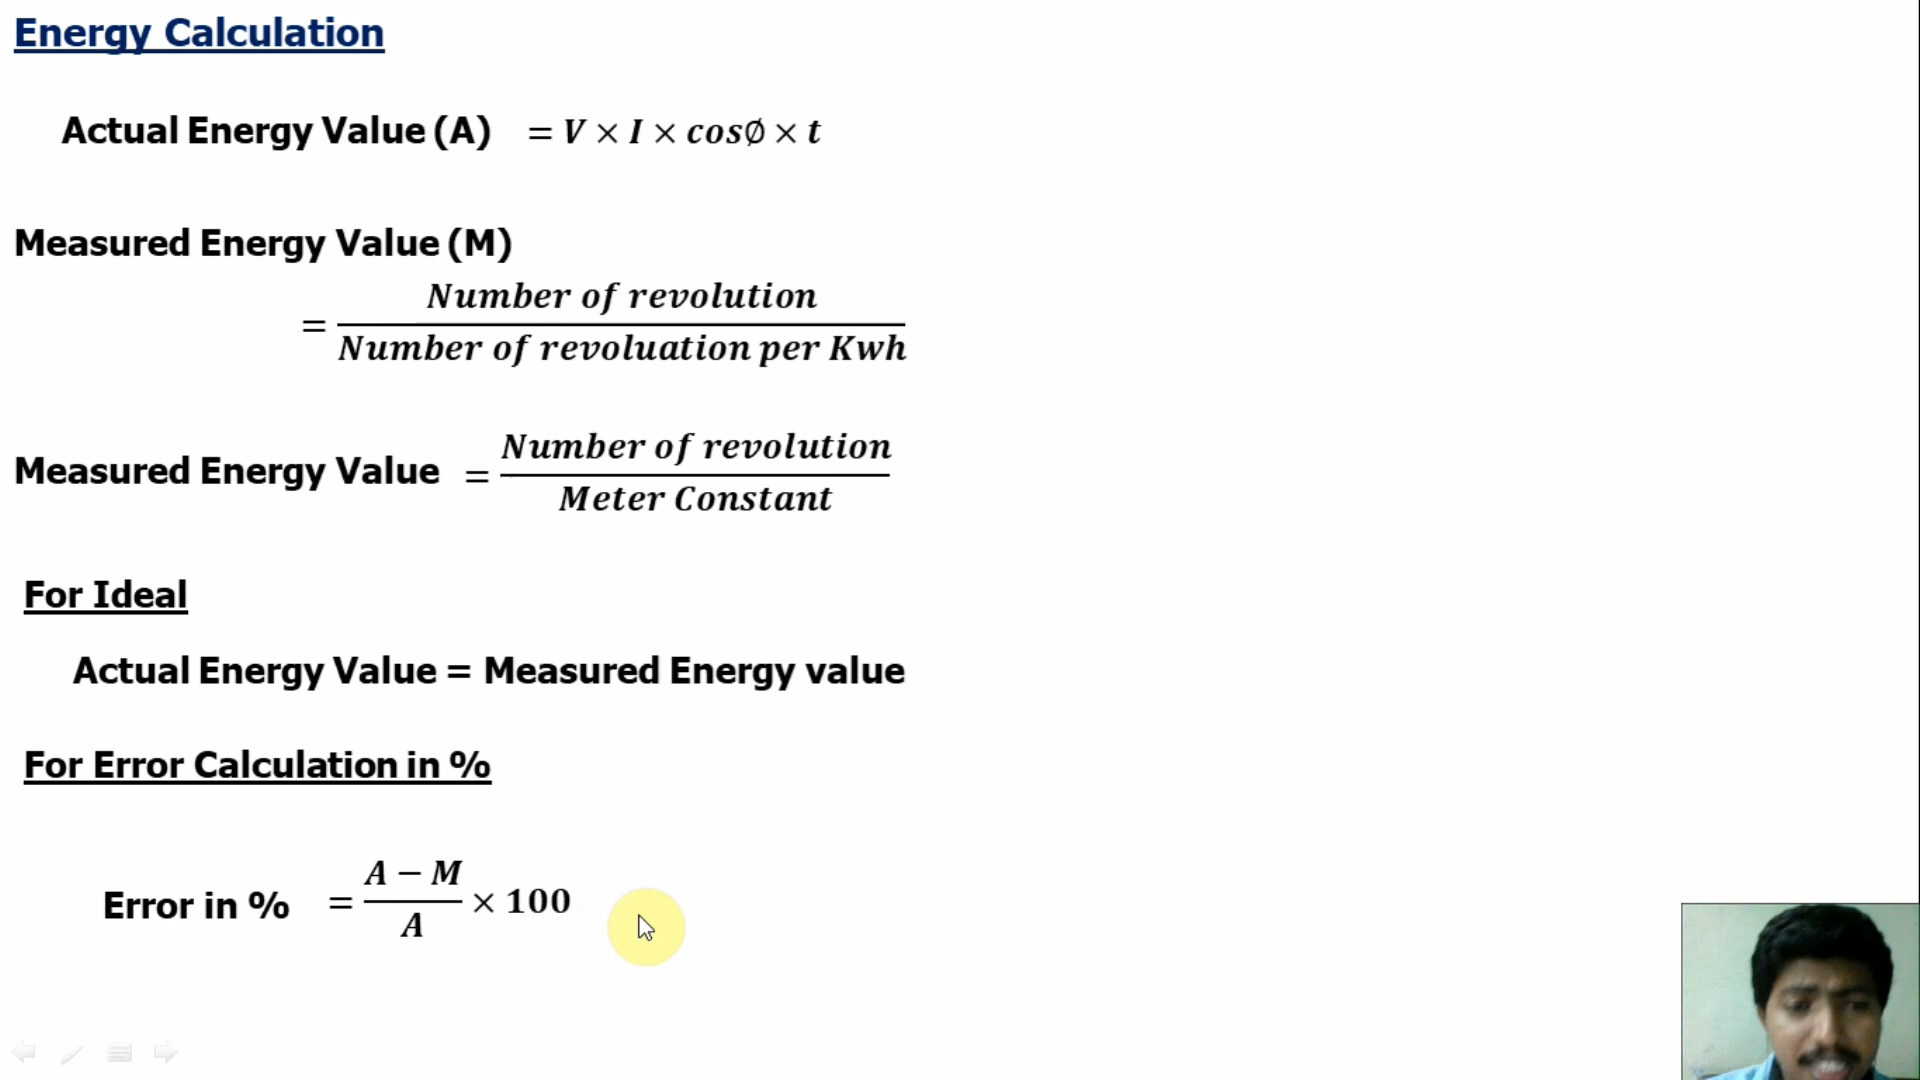 Energy Calculation
Actual Energy Value (A) = V × I × cos∅ × t
Measured Energy Value (M)
= Number of revolution
Number of revoluation per Kwh
Measured Energy Value = Number of revolution
Meter Constant
For Ideal
Actual Energy Value = Measured Energy value
For Error Calculation in %
Error in % = A − M
A × 100